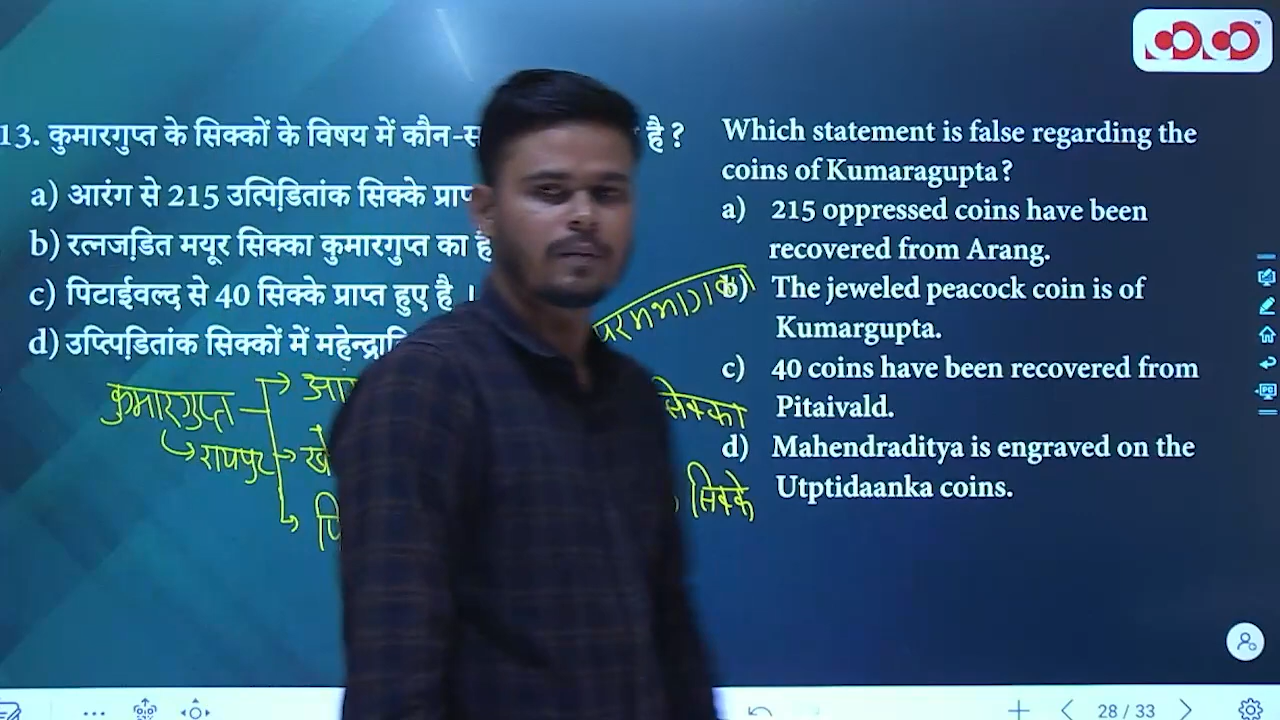 13. कुमारगुप्त के सिक्कों के विषय में कौन-स है ?
a) आरंग से 215 उत्पिडि़तांक सिक्के प्राप
b) रत्नजडि़त मयूर सिक्का कुमारगुप्त का है
c) पिटाईवल्द से 40 सिक्के प्राप्त हुए है ।
d) उप्त्पिडि़तांक सिक्कों में महेन्द्रादि
कुमारगुप्त
रायपुर
सिक्का
सिक्के
Which statement is false regarding the
coins of Kumaragupta?
a) 215 oppressed coins have been
recovered from Arang.
b) The jeweled peacock coin is of
Kumargupta.
c) 40 coins have been recovered from
Pitaivald.
d) Mahendraditya is engraved on the
Utptidaanka coins.
28 / 33